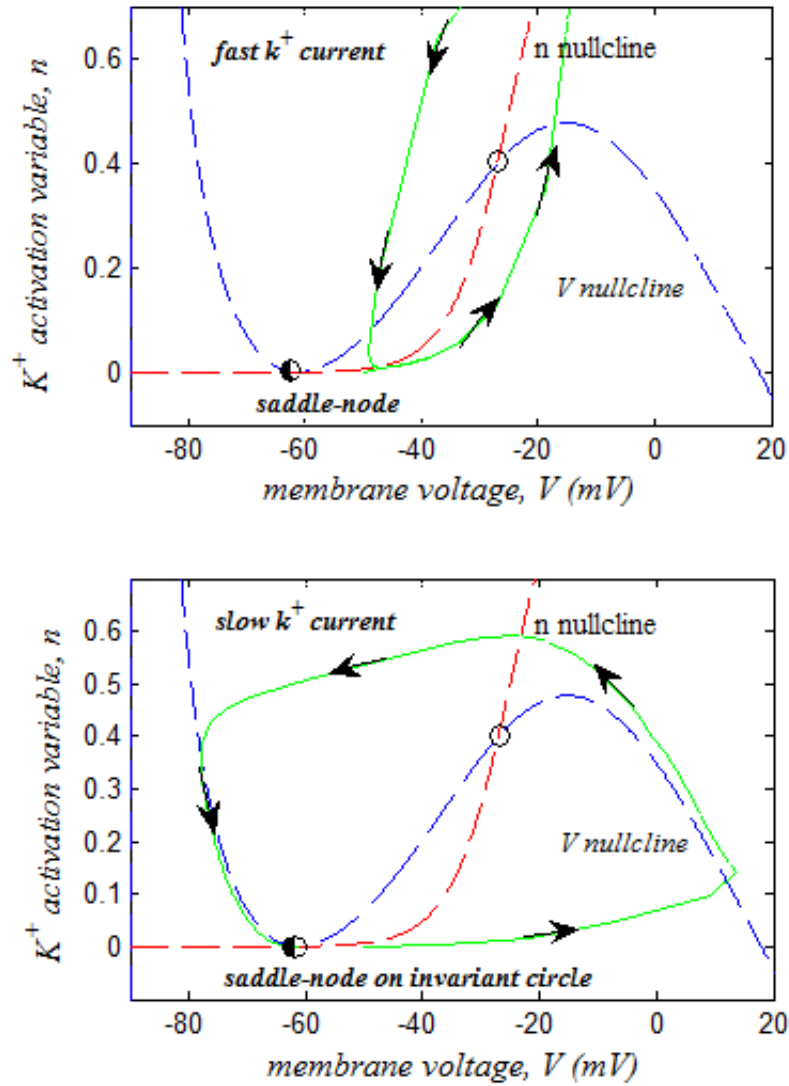 fast k⁺ current
n nullcline
0.6
0.4
0.2
0
K⁺ activation variable, n
V nullcline
saddle-node
-80 -60 -40 -20 0 20
membrane voltage, V (mV)
slow k⁺ current
n nullcline
0.6
0.5
0.4
0.3
0.2
0.1
0
K⁺ activation variable, n
V nullcline
saddle-node on invariant circle
-80 -60 -40 -20 0 20
membrane voltage, V (mV)